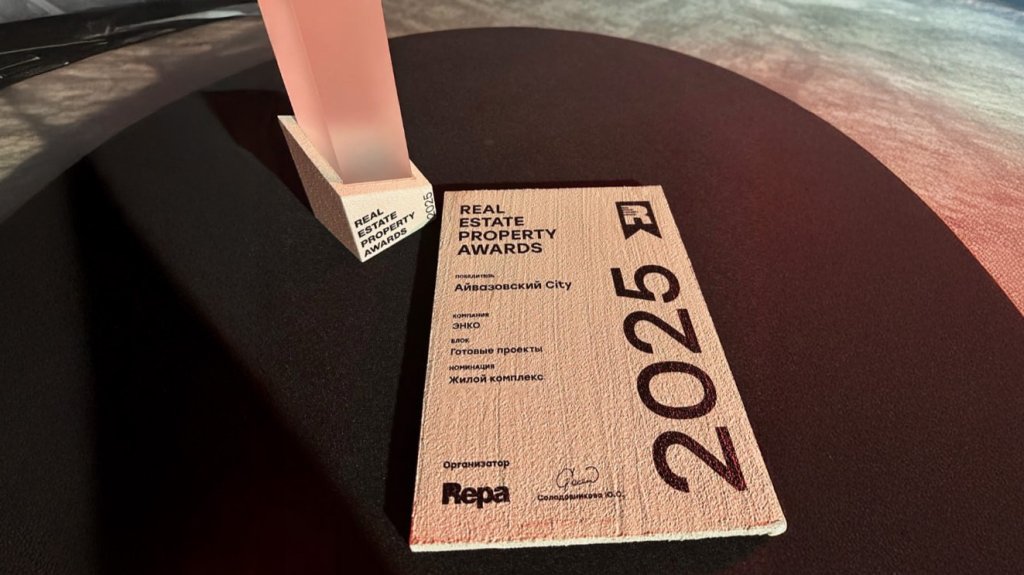 REAL
ESTATE
PROPERTY
AWARDS
2025
REAL
ESTATE
PROPERTY
AWARDS
ПОБЕДИТЕЛЬ
Айвазовский City
КОМПАНИЯ
ЭНКО
БЛОК
Готовые проекты
НОМИНАЦИЯ
Жилой комплекс
2025
Организатор
Repa
Солодовникова Ю.С.